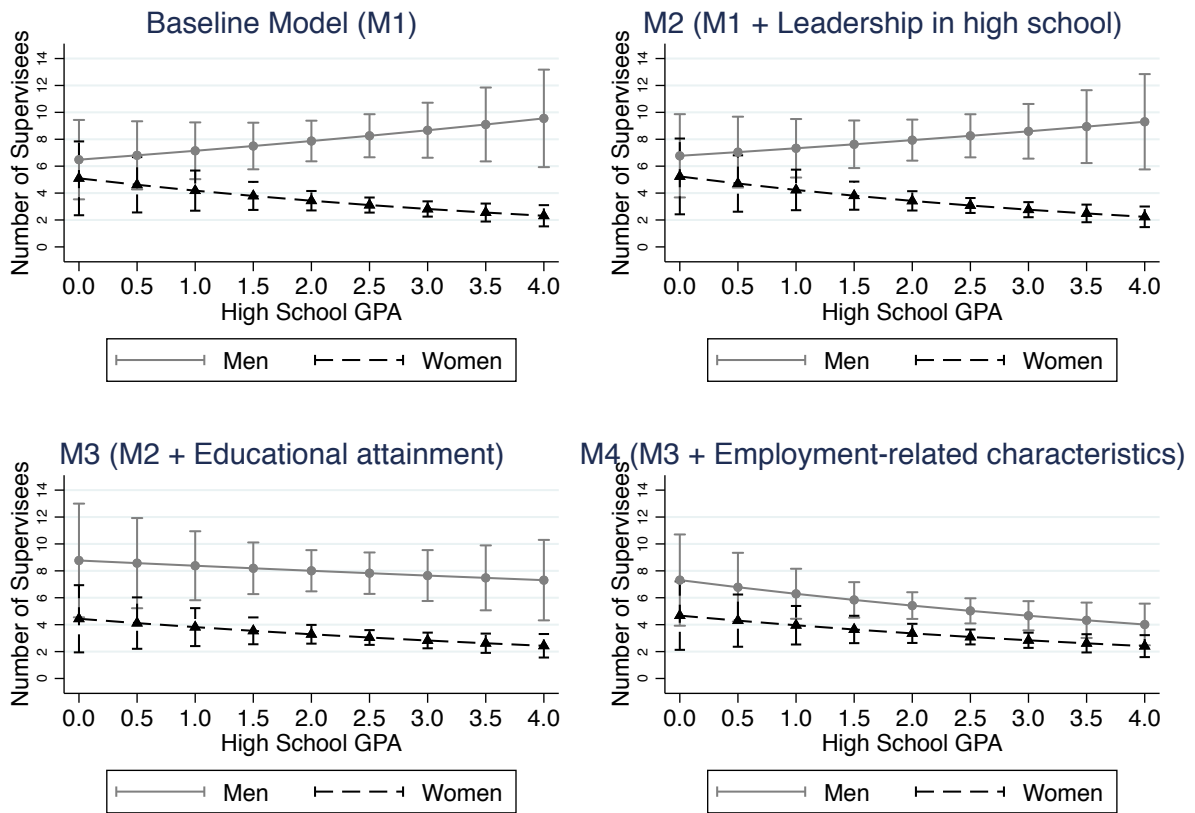 Baseline Model (M1)
Number of Supervisees
14
12
10
8
6
4
2
0
0.0 0.5 1.0 1.5 2.0 2.5 3.0 3.5 4.0
High School GPA
Men Women
M2 (M1 + Leadership in high school)
Number of Supervisees
14
12
10
8
6
4
2
0
0.0 0.5 1.0 1.5 2.0 2.5 3.0 3.5 4.0
High School GPA
Men Women
M3 (M2 + Educational attainment)
Number of Supervisees
14
12
10
8
6
4
2
0
0.0 0.5 1.0 1.5 2.0 2.5 3.0 3.5 4.0
High School GPA
Men Women
M4 (M3 + Employment-related characteristics)
Number of Supervisees
14
12
10
8
6
4
2
0
0.0 0.5 1.0 1.5 2.0 2.5 3.0 3.5 4.0
High School GPA
Men Women